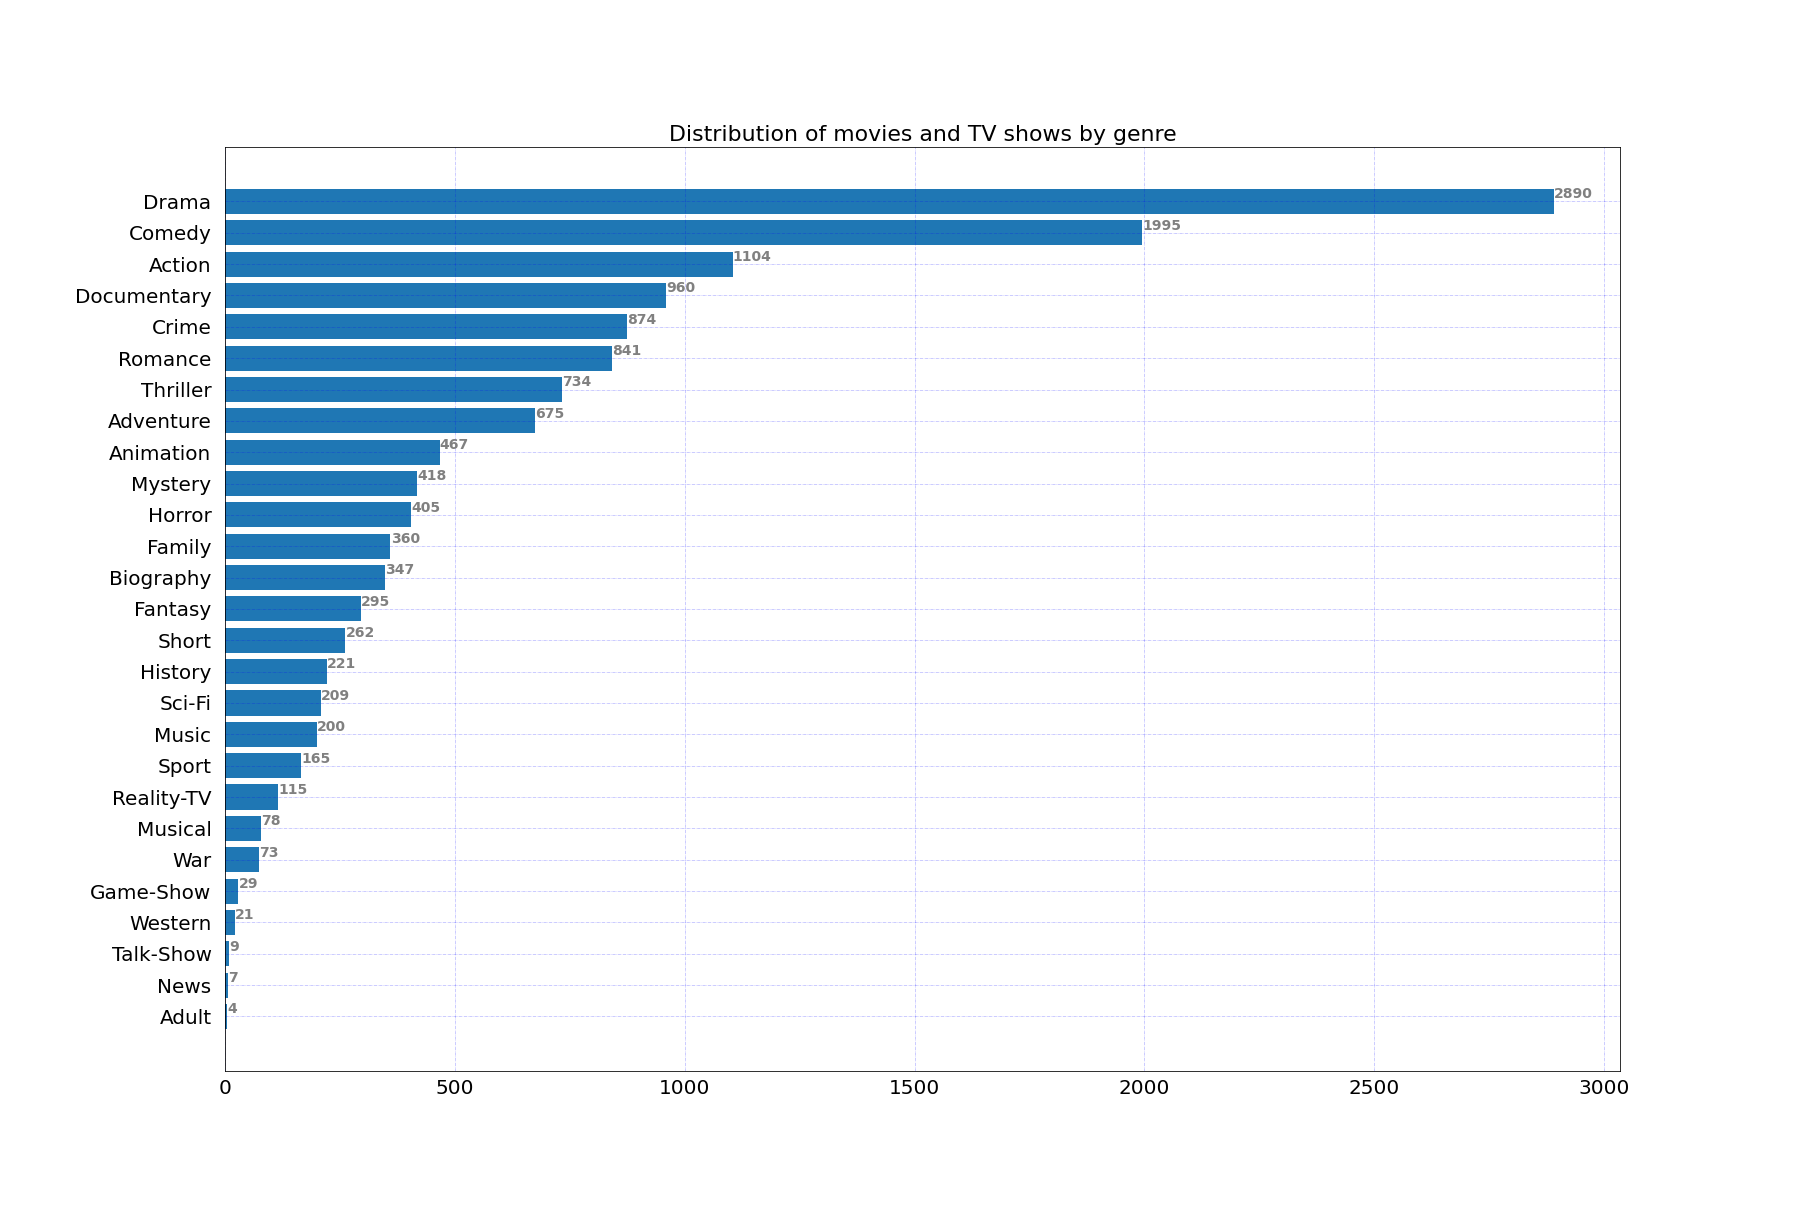 Distribution of movies and TV shows by genre
Drama 2890
Comedy 1995
Action 1104
Documentary 960
Crime 874
Romance 841
Thriller 734
Adventure 675
Animation 467
Mystery 418
Horror 405
Family 360
Biography 347
Fantasy 295
Short 262
History 221
Sci-Fi 209
Music 200
Sport 165
Reality-TV 115
Musical 78
War 73
Game-Show 29
Western 21
Talk-Show 9
News 7
Adult 4
0 500 1000 1500 2000 2500 3000